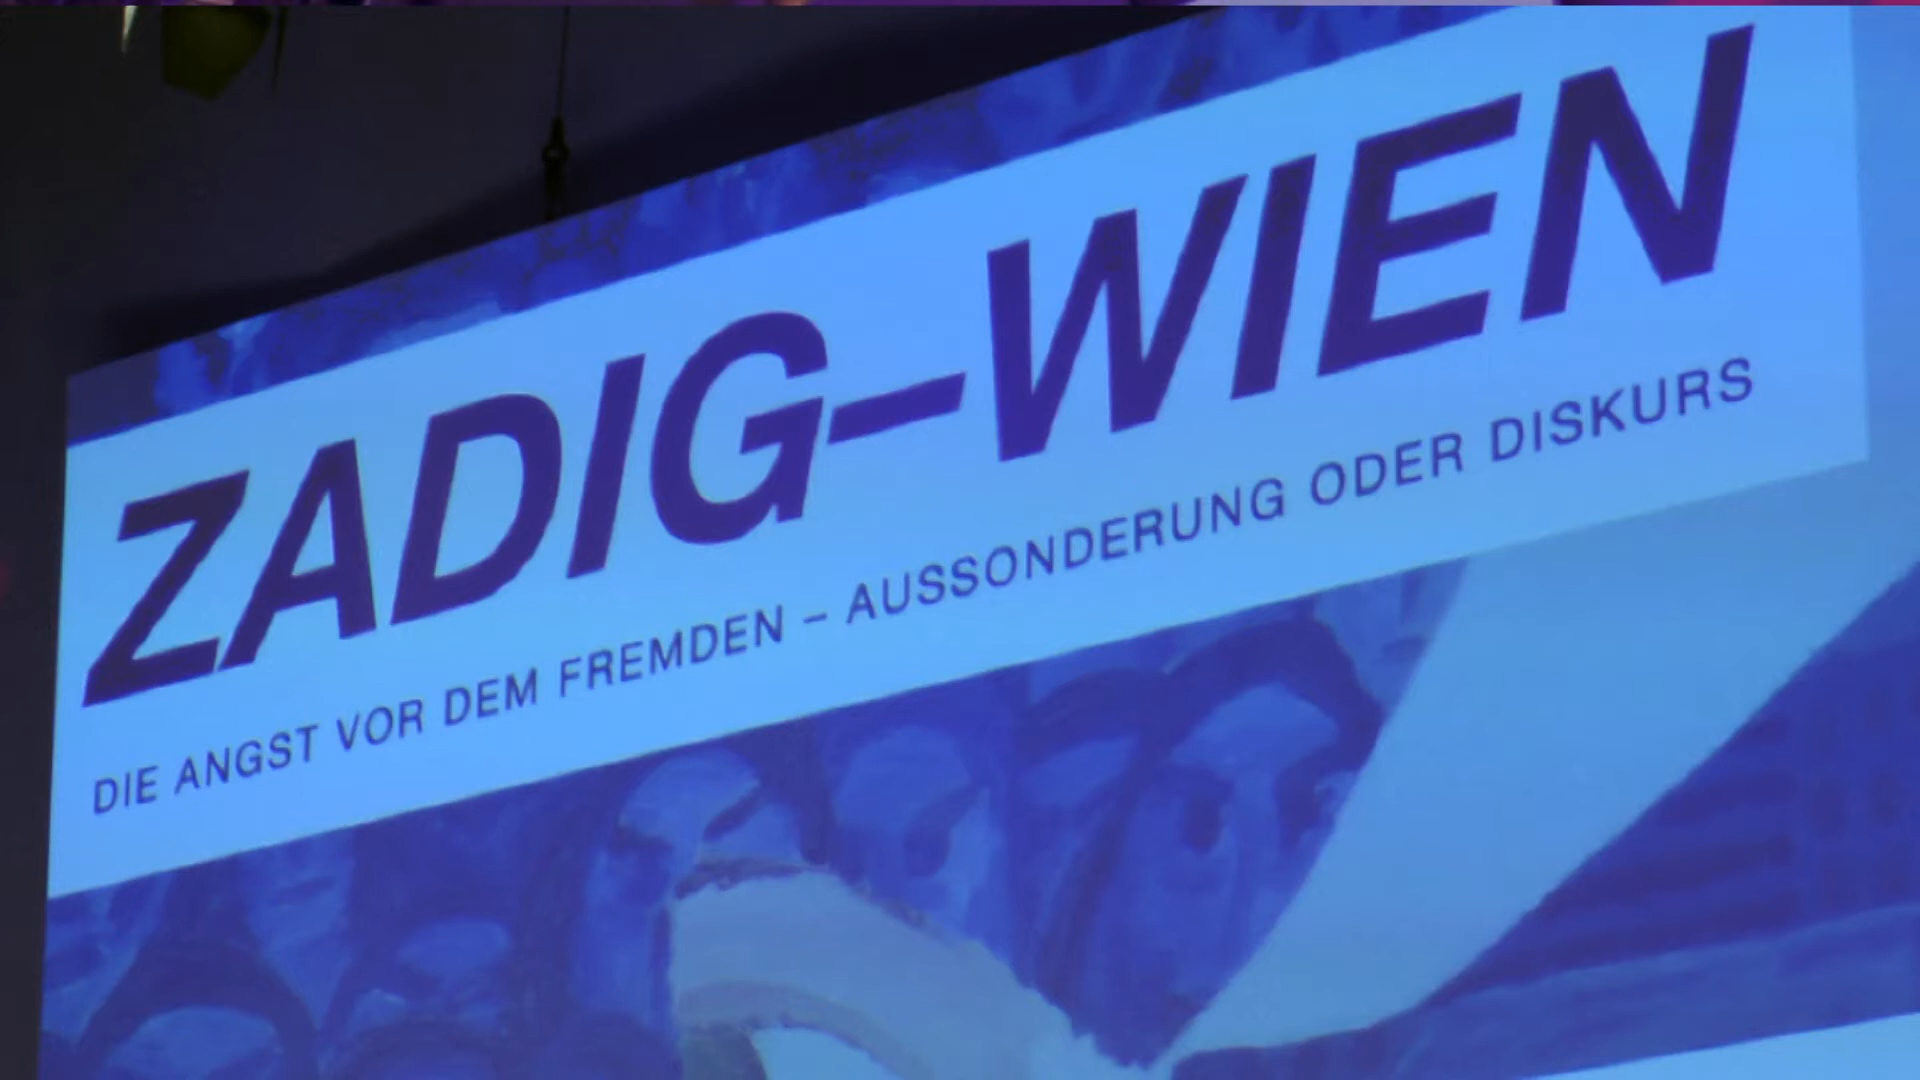 ZADIG–WIEN
DIE ANGST VOR DEM FREMDEN – AUSSONDERUNG ODER DISKURS